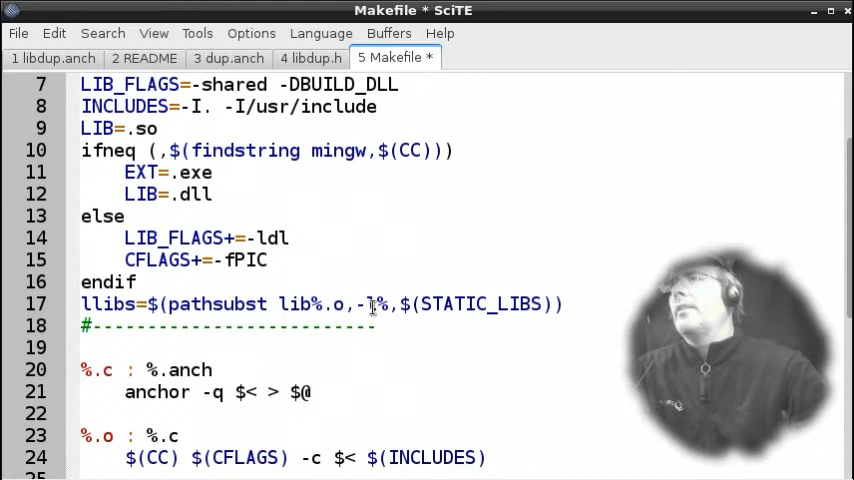 Makefile * SciTE
File Edit Search View Tools Options Language Buffers Help
1 libdup.anch 2 README 3 dup.anch 4 libdup.h 5 Makefile *
7 LIB_FLAGS=-shared -DBUILD_DLL
8 INCLUDES=-I. -I/usr/include
9 LIB=.so
10 ifneq (,$(findstring mingw,$(CC)))
11 EXT=.exe
12 LIB=.dll
13 else
14 LIB_FLAGS+=-ldl
15 CFLAGS+=-fPIC
16 endif
17 llibs=$(pathsubst lib%.o,-l%,$(STATIC_LIBS))
18 #---------------------------
19
20 %.c : %.anch
21 anchor -q $< > $@
22
23 %.o : %.c
24 $(CC) $(CFLAGS) -c $< $(INCLUDES)